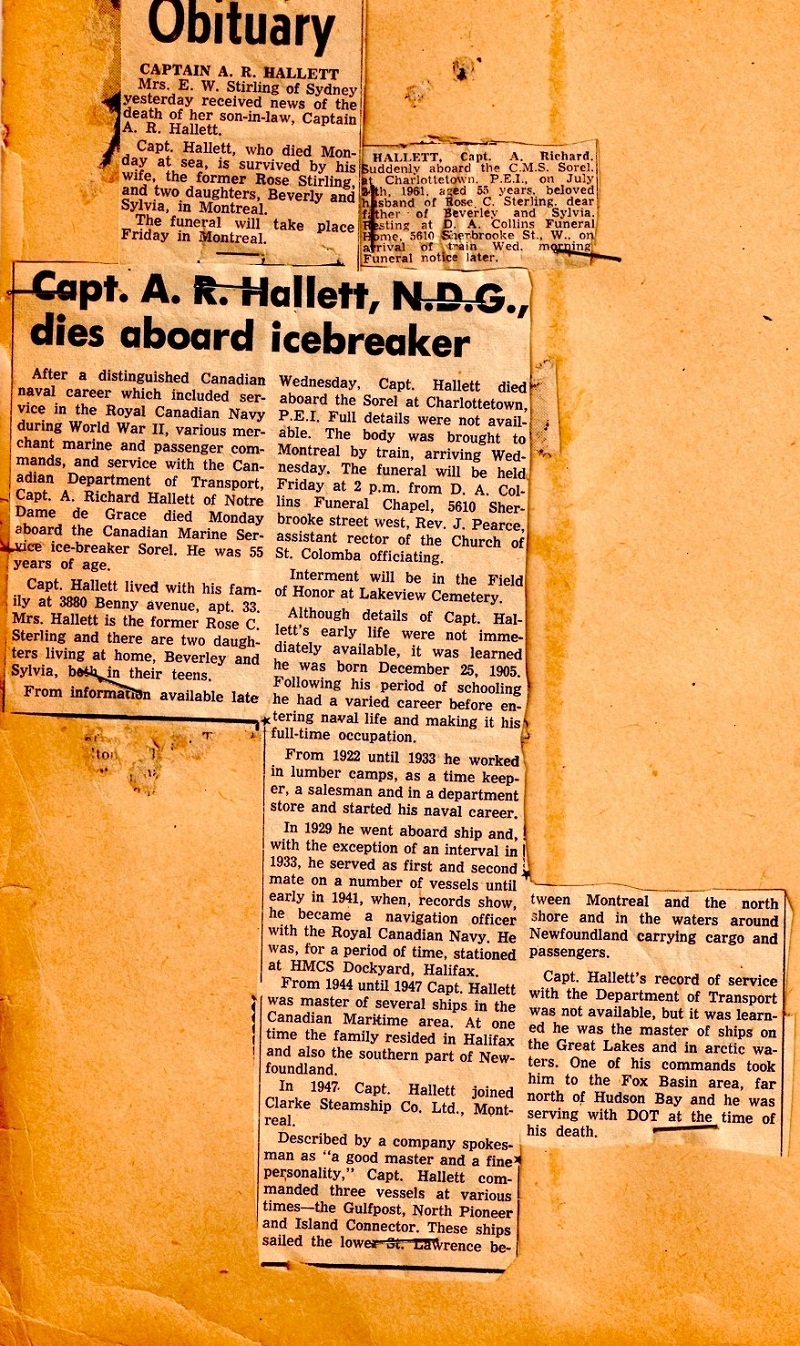 Obituary
CAPTAIN A. R. HALLETT
Mrs. E. W. Stirling of Sydney
yesterday received news of the
death of her son-in-law, Captain
A. R. Hallett.
Capt. Hallett, who died Mon-
day at sea, is survived by his
wife, the former Rose Stirling,
and two daughters, Beverly and
Sylvia, in Montreal.
The funeral will take place
Friday in Montreal.
HALLETT, Capt. A. Richard.
Suddenly aboard the C.M.S. Sorel.
at Charlottetown, P.E.I., on July
24th, 1961, aged 55 years, beloved
husband of Rose C. Sterling, dear
father of Beverley and Sylvia.
Resting at D. A. Collins Funeral
Home, 5610 Sherbrooke St., W., on
arrival of train Wed. morning
Funeral notice later.
Capt. A. R. Hallett, N.D.G.,
dies aboard icebreaker
After a distinguished Canadian
naval career which included ser-
vice in the Royal Canadian Navy
during World War II, various mer-
chant marine and passenger com-
mands, and service with the Can-
adian Department of Transport,
Capt. A. Richard Hallett of Notre
Dame de Grace died Monday
aboard the Canadian Marine Ser-
vice ice-breaker Sorel. He was 55
years of age.
Capt. Hallett lived with his fam-
ily at 3880 Benny avenue, apt. 33.
Mrs. Hallett is the former Rose C.
Sterling and there are two daugh-
ters living at home, Beverley and
Sylvia, both in their teens.
From information available late
Wednesday, Capt. Hallett died
aboard the Sorel at Charlottetown,
P.E.I. Full details were not avail-
able. The body was brought to
Montreal by train, arriving Wed-
nesday. The funeral will be held
Friday at 2 p.m. from D. A. Col-
lins Funeral Chapel, 5610 Sher-
brooke street west, Rev. J. Pearce,
assistant rector of the Church of
St. Colomba officiating.
Interment will be in the Field
of Honor at Lakeview Cemetery.
Although details of Capt. Hal-
lett's early life were not imme-
diately available, it was learned
he was born December 25, 1905.
Following his period of schooling
he had a varied career before en-
tering naval life and making it his
full-time occupation.
From 1922 until 1933 he worked
in lumber camps, as a time keep-
er, a salesman and in a department
store and started his naval career.
In 1929 he went aboard ship and,
with the exception of an interval in
1933, he served as first and second
mate on a number of vessels until
early in 1941, when, records show,
he became a navigation officer
with the Royal Canadian Navy. He
was, for a period of time, stationed
at HMCS Dockyard, Halifax.
From 1944 until 1947 Capt. Hallett
was master of several ships in the
Canadian Maritime area. At one
time the family resided in Halifax
and also the southern part of New-
foundland.
In 1947 Capt. Hallett joined
Clarke Steamship Co. Ltd., Mont-
real.
Described by a company spokes-
man as "a good master and a fine
personality," Capt. Hallett com-
manded three vessels at various
times—the Gulfpost, North Pioneer
and Island Connector. These ships
sailed the lower St. Lawrence be-
tween Montreal and the north
shore and in the waters around
Newfoundland carrying cargo and
passengers.
Capt. Hallett's record of service
with the Department of Transport
was not available, but it was learn-
ed he was the master of ships on
the Great Lakes and in arctic wa-
ters. One of his commands took
him to the Fox Basin area, far
north of Hudson Bay and he was
serving with DOT at the time of
his death.